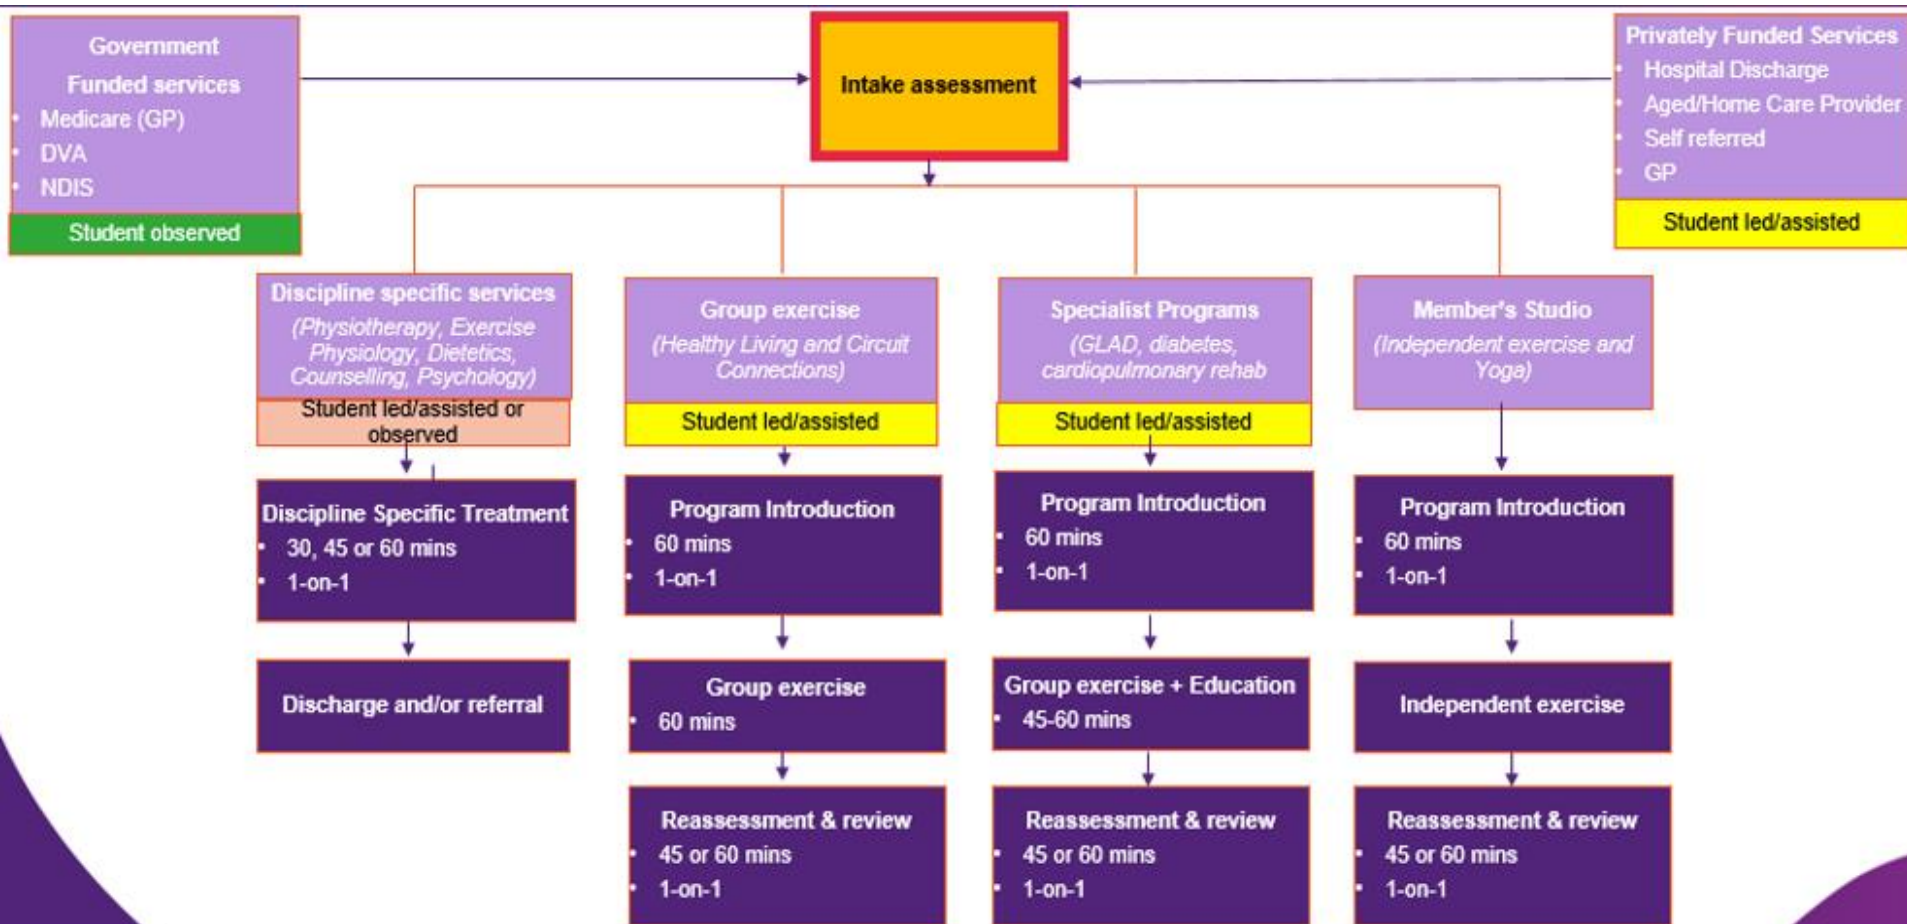 Government
Funded services
• Medicare (GP)
• DVA
• NDIS
Student observed
Intake assessment
Privately Funded Services
• Hospital Discharge
• Aged/Home Care Provider
• Self referred
• GP
Student led/assisted
Discipline specific services
(Physiotherapy, Exercise
Physiology, Dietetics,
Counselling, Psychology)
Student led/assisted or
observed
Discipline Specific Treatment
• 30, 45 or 60 mins
• 1-on-1
Discharge and/or referral
Group exercise
(Healthy Living and Circuit
Connections)
Student led/assisted
Program Introduction
• 60 mins
• 1-on-1
Group exercise
• 60 mins
Reassessment & review
• 45 or 60 mins
• 1-on-1
Specialist Programs
(GLAD, diabetes,
cardiopulmonary rehab
Student led/assisted
Program Introduction
• 60 mins
• 1-on-1
Group exercise + Education
• 45-60 mins
Reassessment & review
• 45 or 60 mins
• 1-on-1
Member's Studio
(Independent exercise and
Yoga)
Program Introduction
• 60 mins
• 1-on-1
Independent exercise
Reassessment & review
• 45 or 60 mins
• 1-on-1